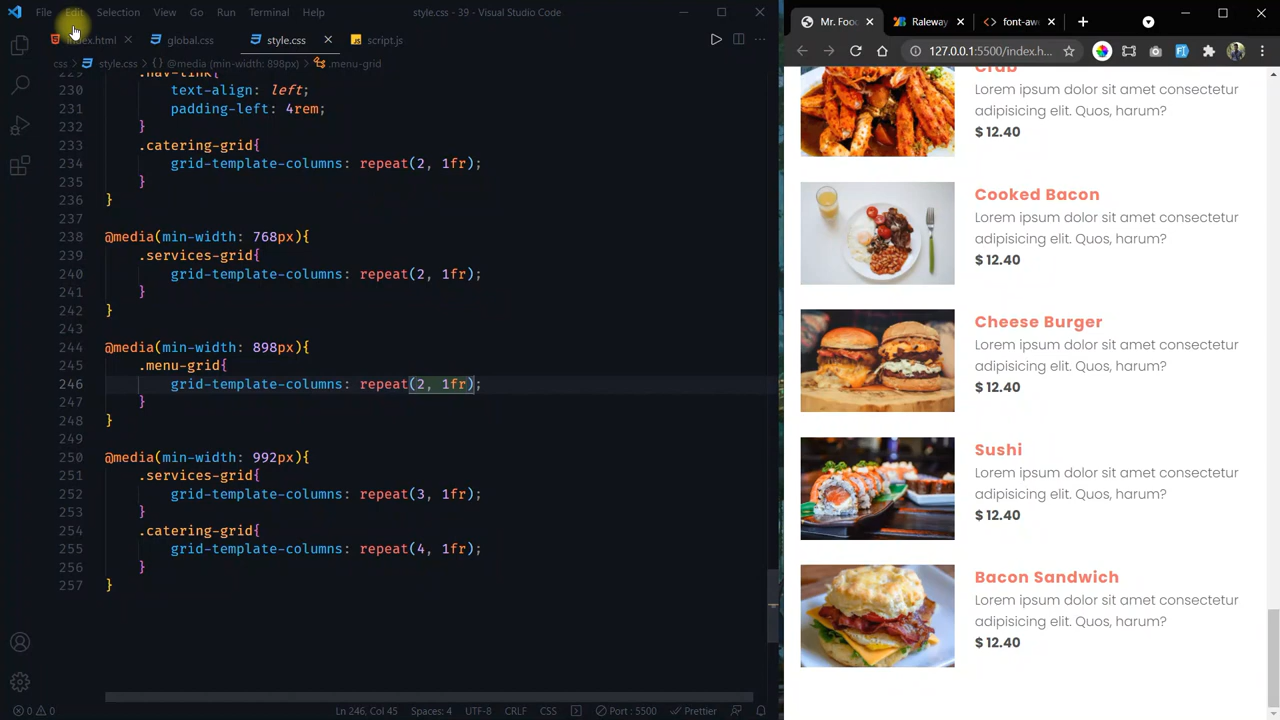 File Edit Selection View Go Run Terminal Help style.css - 39 - Visual Studio Code
index.html global.css style.css script.js
css > style.css > {} @media (min-width: 898px) > .menu-grid
229 .nav-link{
230 text-align: left;
231 padding-left: 4rem;
232 }
233 .catering-grid{
234 grid-template-columns: repeat(2, 1fr);
235 }
236 }
237
238 @media(min-width: 768px){
239 .services-grid{
240 grid-template-columns: repeat(2, 1fr);
241 }
242 }
243
244 @media(min-width: 898px){
245 .menu-grid{
246 grid-template-columns: repeat(2, 1fr);
247 }
248 }
249
250 @media(min-width: 992px){
251 .services-grid{
252 grid-template-columns: repeat(3, 1fr);
253 }
254 .catering-grid{
255 grid-template-columns: repeat(4, 1fr);
256 }
257 }
0 0 Ln 246, Col 45 Spaces: 4 UTF-8 CRLF CSS Port : 5500 Prettier
Mr. Foo Raleway font-aw
127.0.0.1:5500/index.h
Crab
Lorem ipsum dolor sit amet consectetur
adipisicing elit. Quos, harum?
$ 12.40
Cooked Bacon
Lorem ipsum dolor sit amet consectetur
adipisicing elit. Quos, harum?
$ 12.40
Cheese Burger
Lorem ipsum dolor sit amet consectetur
adipisicing elit. Quos, harum?
$ 12.40
Sushi
Lorem ipsum dolor sit amet consectetur
adipisicing elit. Quos, harum?
$ 12.40
Bacon Sandwich
Lorem ipsum dolor sit amet consectetur
adipisicing elit. Quos, harum?
$ 12.40